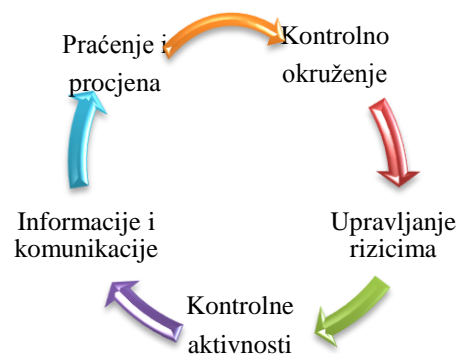 Praćenje i
procjena
Kontrolno
okruženje
Upravljanje
rizicima
Kontrolne
aktivnosti
Informacije i
komunikacije